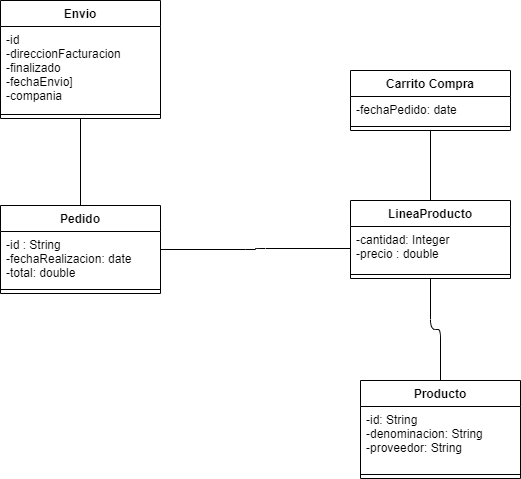 Envio
-id
-direccionFacturacion
-finalizado
-fechaEnvio]
-compania
Carrito Compra
-fechaPedido: date
Pedido
-id : String
-fechaRealizacion: date
-total: double
LineaProducto
-cantidad: Integer
-precio : double
Producto
-id: String
-denominacion: String
-proveedor: String